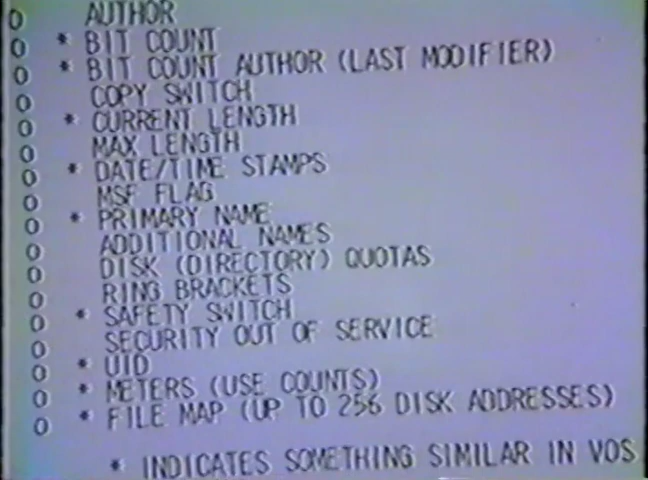 O AUTHOR
O * BIT COUNT
O * BIT COUNT AUTHOR (LAST MODIFIER)
O COPY SWITCH
O * CURRENT LENGTH
O MAX LENGTH
O * DATE/TIME STAMPS
O MSF FLAG
O * PRIMARY NAME
O ADDITIONAL NAMES
O DISK (DIRECTORY) QUOTAS
O RING BRACKETS
O * SAFETY SWITCH
O SECURITY OUT OF SERVICE
O * UID
O * METERS (USE COUNTS)
O * FILE MAP (UP TO 256 DISK ADDRESSES)
* INDICATES SOMETHING SIMILAR IN VOS